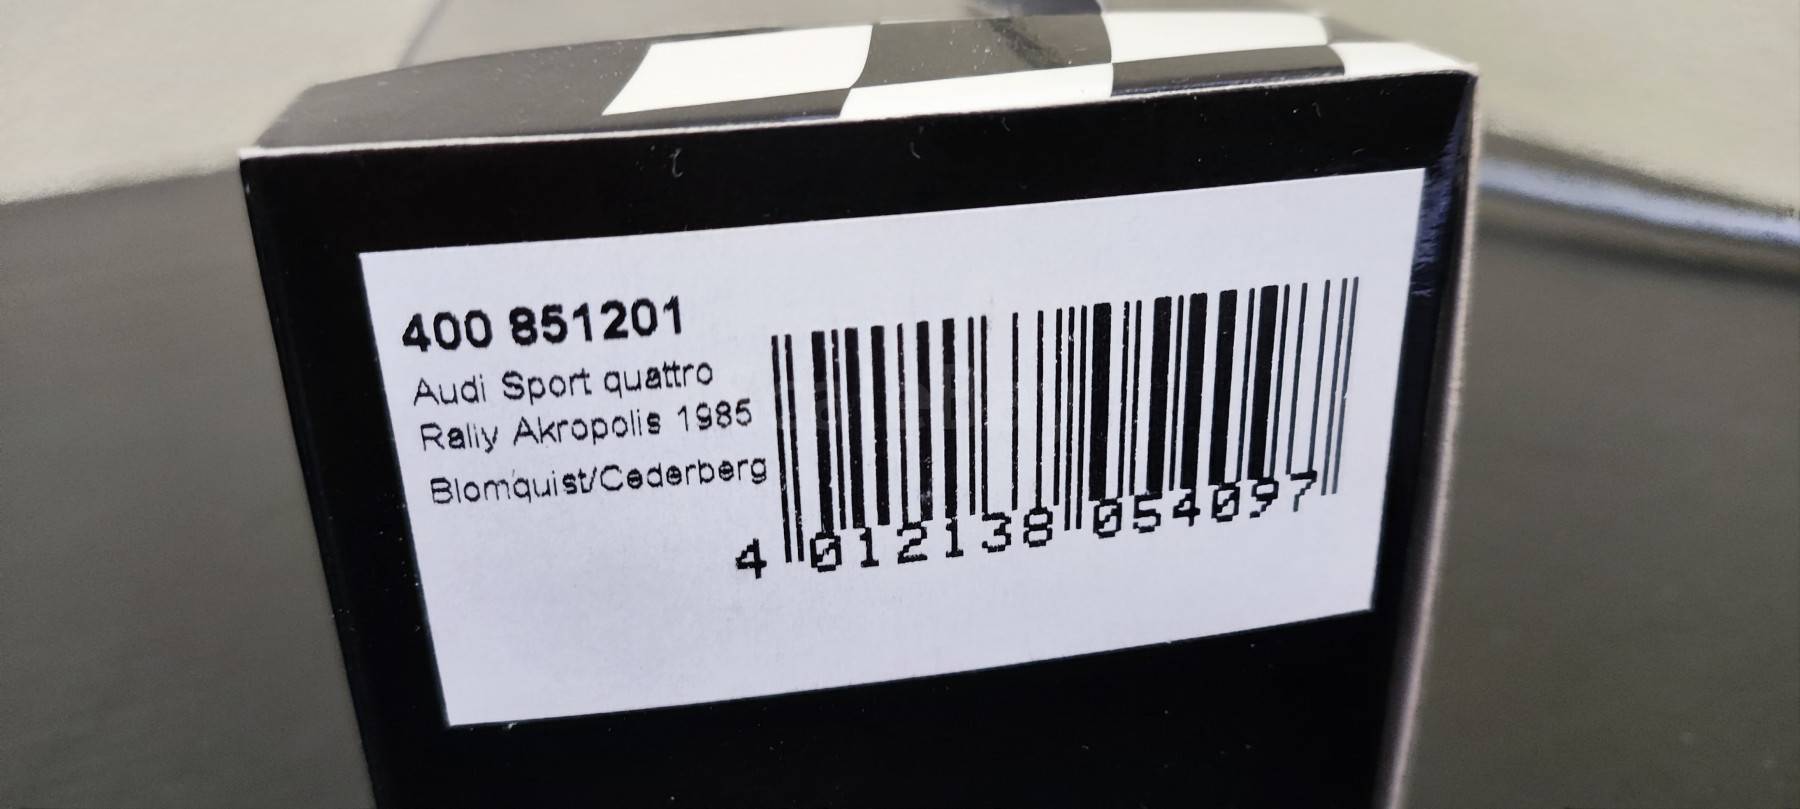 400 851201
Audi Sport quattro
Rally Akropolis 1985
Blomquist/Cederberg
4 012138 054097